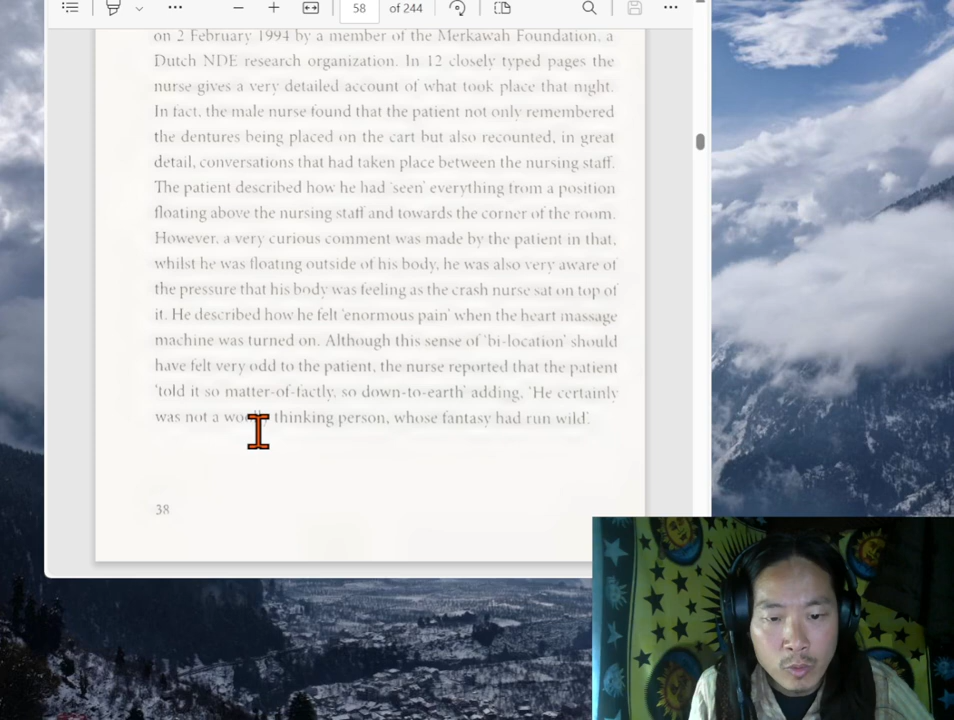 58 of 244
on 2 February 1994 by a member of the Merkawah Foundation, a
Dutch NDE research organization. In 12 closely typed pages the
nurse gives a very detailed account of what took place that night.
In fact, the male nurse found that the patient not only remembered
the dentures being placed on the cart but also recounted, in great
detail, conversations that had taken place between the nursing staff.
The patient described how he had 'seen' everything from a position
floating above the nursing staff and towards the corner of the room.
However, a very curious comment was made by the patient in that,
whilst he was floating outside of his body, he was also very aware of
the pressure that his body was feeling as the crash nurse sat on top of
it. He described how he felt 'enormous pain' when the heart massage
machine was turned on. Although this sense of 'bi-location' should
have felt very odd to the patient, the nurse reported that the patient
'told it so matter-of-factly, so down-to-earth' adding, 'He certainly
was not a thinking person, whose fantasy had run wild'.
38